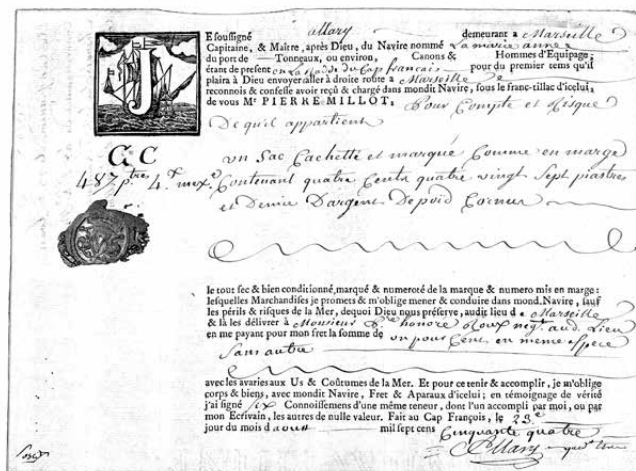 J E soussigné allary demeurant a Marseille
Capitaine, & Maître, après Dieu, du Navire nommé La marie anne
du port de — Tonneaux, ou environ, Canons & Hommes d'Equipage;
étant de present en La Rade du Cap francais pour du premier tems qu'il
plaira à Dieu envoyer aller à droite route a Marseille
reconnois & confesse avoir reçu & chargé dans mondit Navire, sous le franc-tillac d'icelui,
de vous Mr PIERRE MILLOT, Pour Compte et Risque
De qui il appartient
C C un Sac Cachetté et marqué Comme en marge
487 ptres 4 mex. Contenant quatre Cents quatre vingt Sept piastres
et Demie D'argent De poid
le tout sec & bien conditionné, marqué & numeroté de la marque & numero mis en marge:
lesquelles Marchandises je promets & m'oblige mener & conduire dans mond. Navire, sauf
les périls & risques de la Mer, dequoi Dieu nous préserve, audit lieu de Marseille
& là les délivrer à Monsieur honoré Roux negt. aud. Lieu
en me payant pour mon fret la somme de un pour Cent en meme Espece
Sans autre
avec les avaries aux Us & Coûtumes de la Mer. Et pour ce tenir & accomplir, je m'oblige
corps & biens, avec mondit Navire, Fret & Aparaux d'icelui; en témoignage de vérité
j'ai signé six Connoissemens d'une même teneur, dont l'un accompli par moi, ou par
mon Ecrivain, les autres de nulle valeur. Fait au Cap François, le 23e
jour du mois d aoust mil sept cens Cinquante quatre
allary